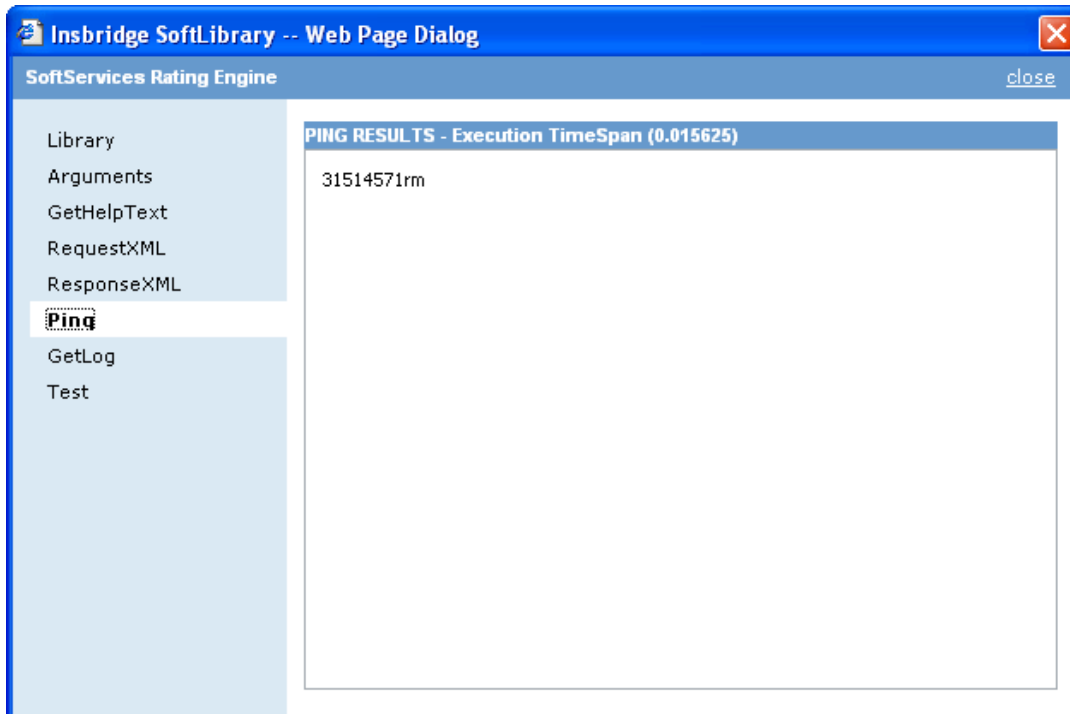 Insbridge SoftLibrary -- Web Page Dialog
SoftServices Rating Engine close
Library
Arguments
GetHelpText
RequestXML
ResponseXML
Ping
GetLog
Test
PING RESULTS - Execution TimeSpan (0.015625)
31514571rm